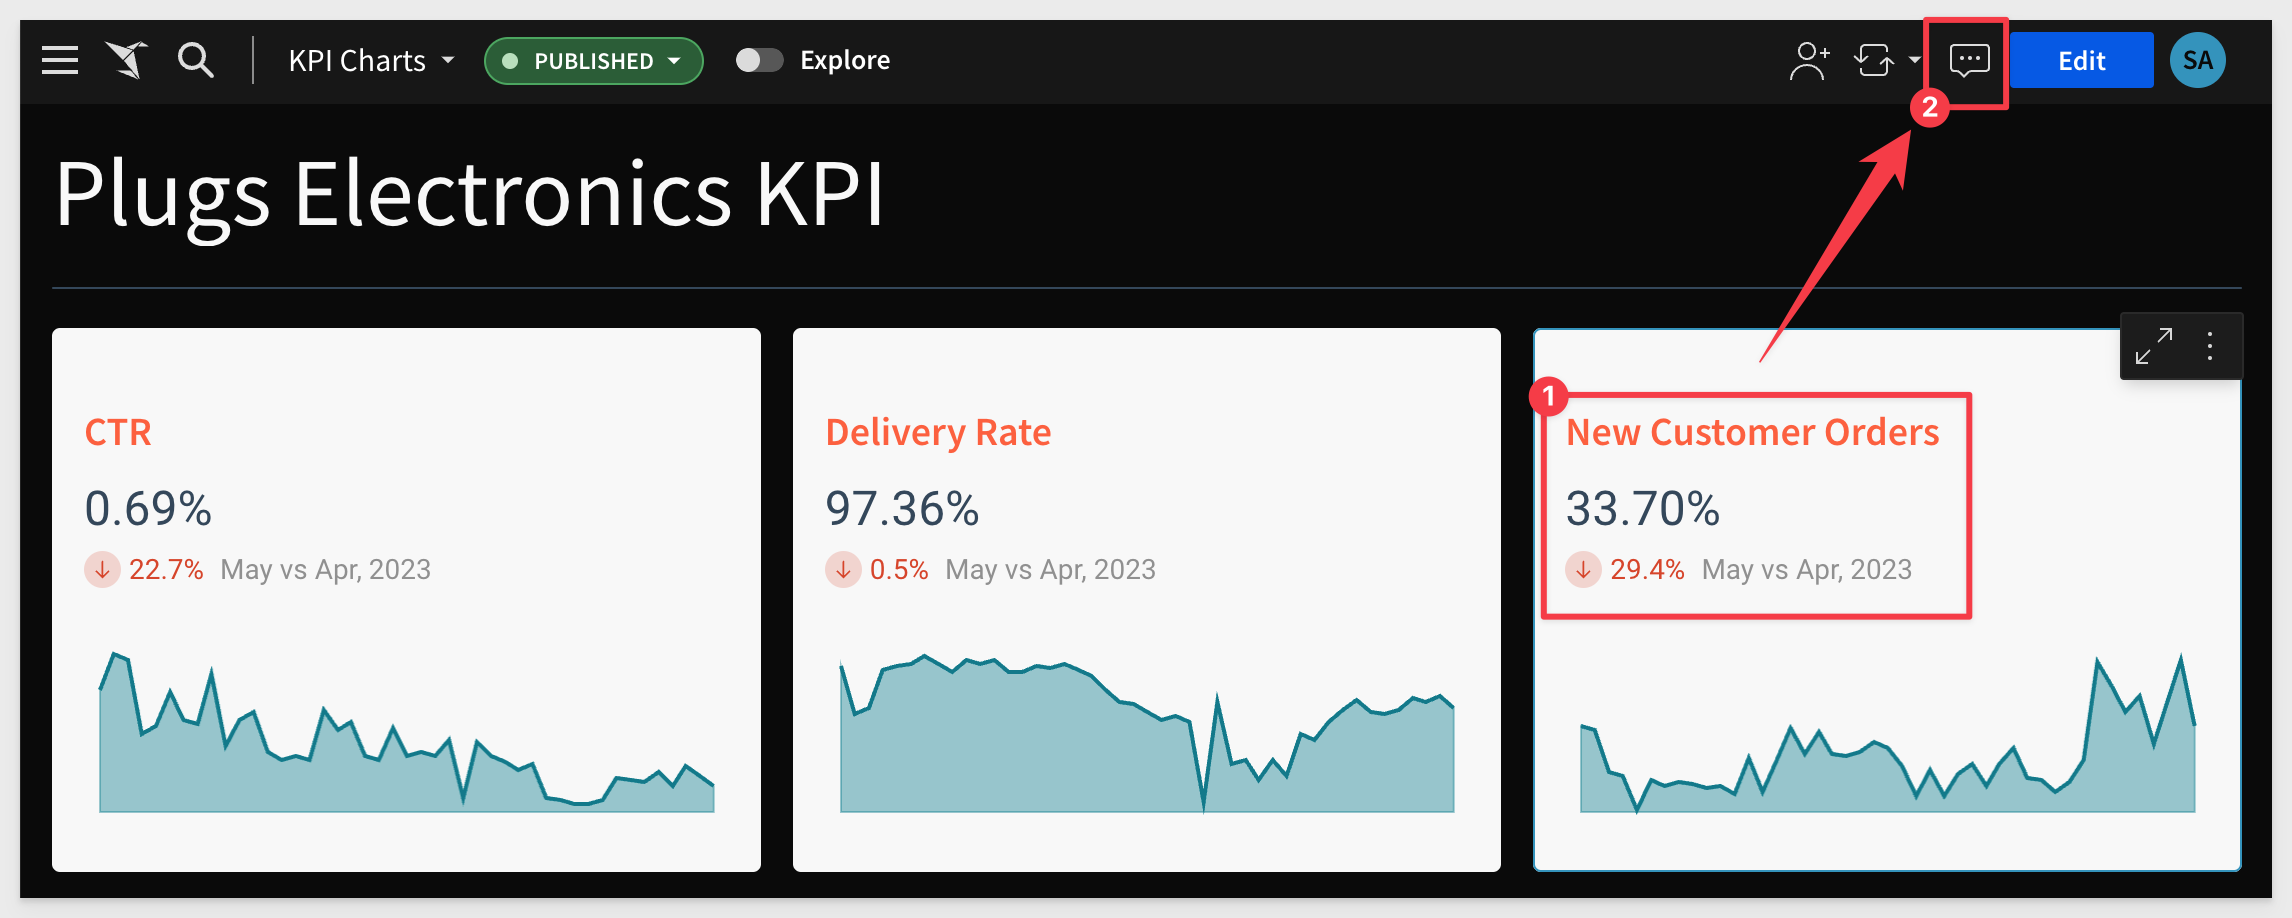 KPI Charts PUBLISHED Explore Edit SA
2
Plugs Electronics KPI
1
CTR
0.69%
22.7% May vs Apr, 2023
Delivery Rate
97.36%
0.5% May vs Apr, 2023
New Customer Orders
33.70%
29.4% May vs Apr, 2023